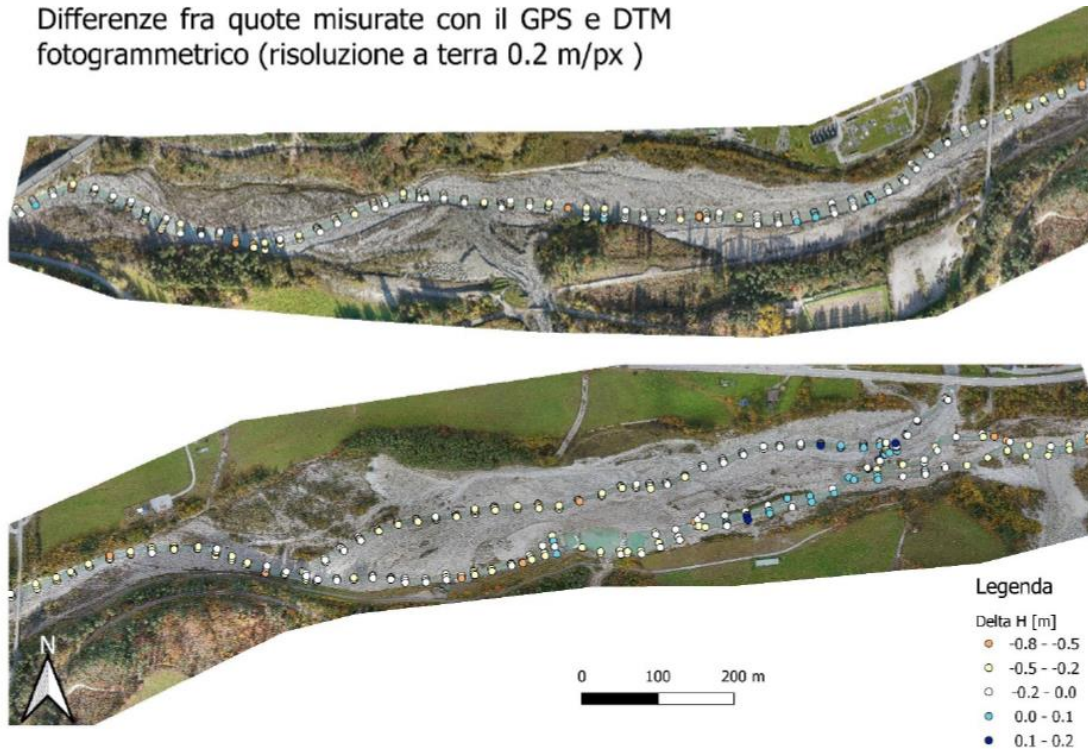 Differenze fra quote misurate con il GPS e DTM
fotogrammetrico (risoluzione a terra 0.2 m/px )
N
0 100 200 m
Legenda
Delta H [m]
-0.8 - -0.5
-0.5 - -0.2
-0.2 - 0.0
0.0 - 0.1
0.1 - 0.2